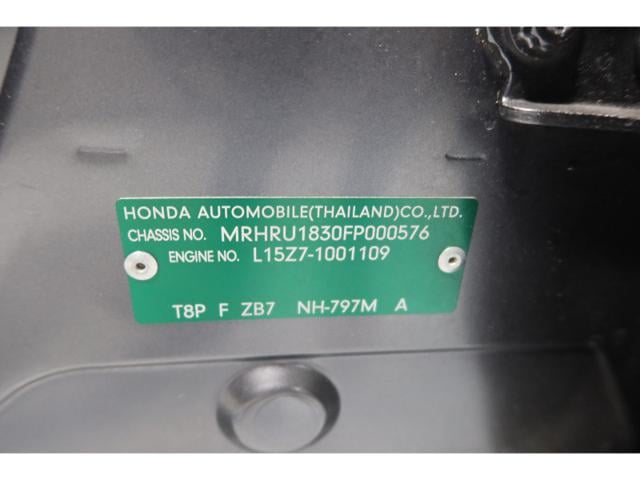 HONDA AUTOMOBILE(THAILAND)CO.,LTD.
CHASSIS NO. MRHRU1830FP000576
ENGINE NO. L15Z7-1001109
T8P F ZB7 NH-797M A